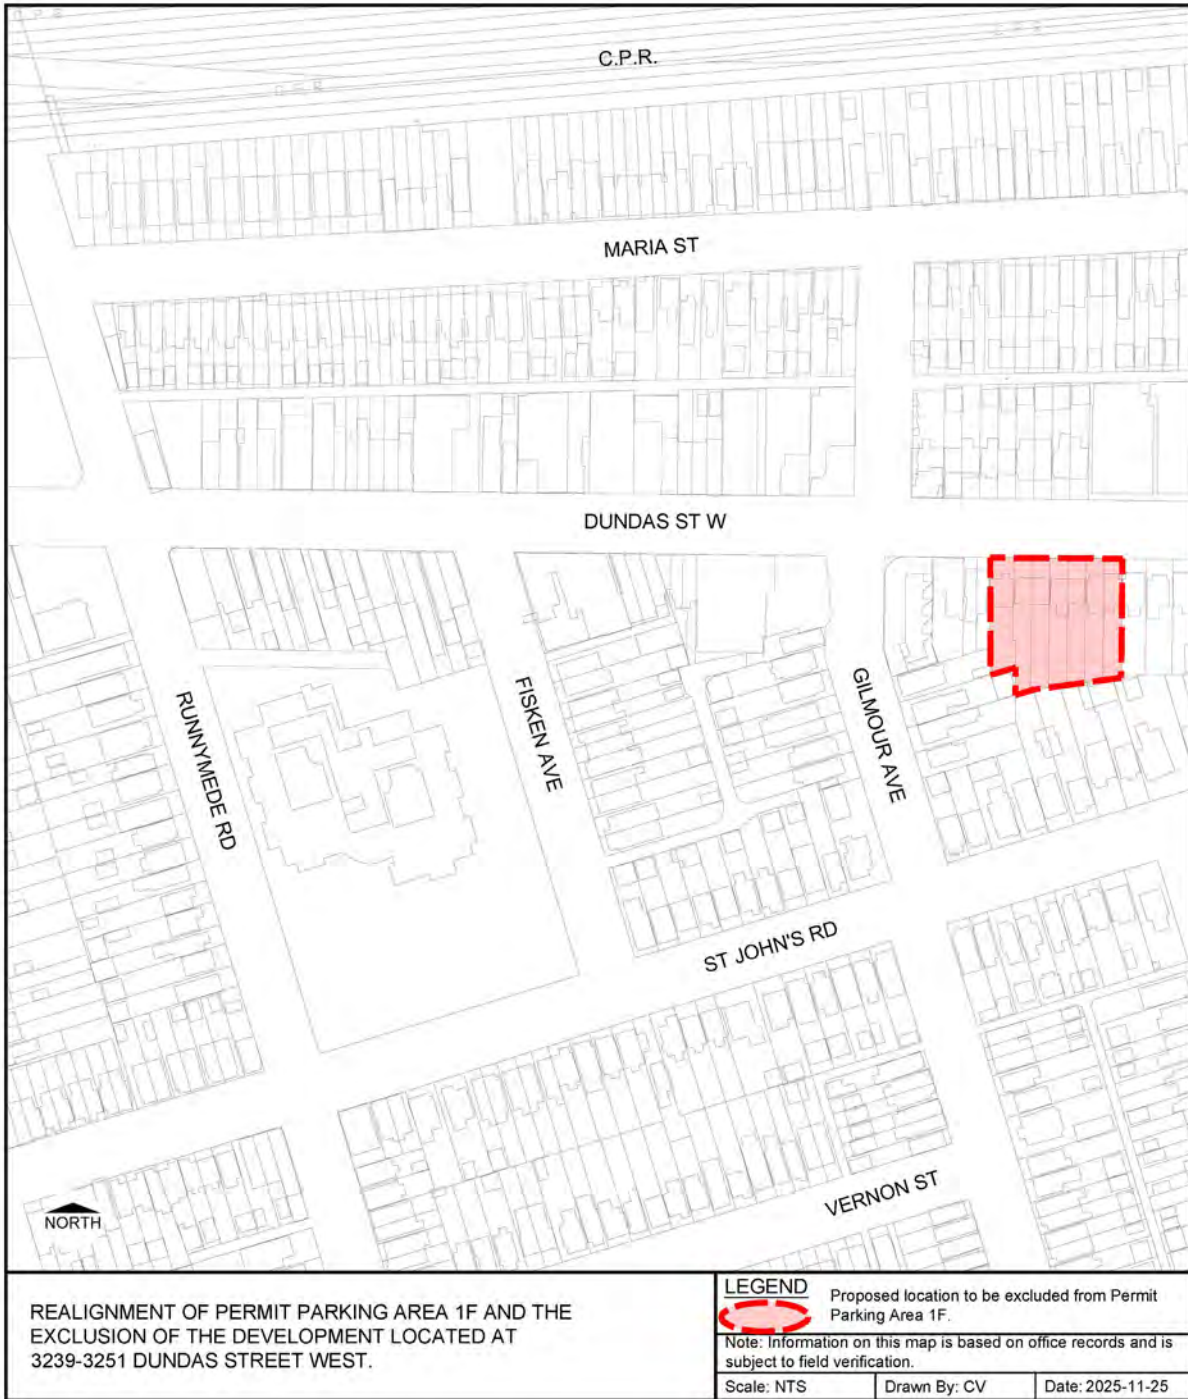 C.P.R.
C P R
C P R
C P R
MARIA ST
DUNDAS ST W
RUNNYMEDE RD
FISKEN AVE
GILMOUR AVE
ST JOHN'S RD
VERNON ST
NORTH
REALIGNMENT OF PERMIT PARKING AREA 1F AND THE
EXCLUSION OF THE DEVELOPMENT LOCATED AT
3239-3251 DUNDAS STREET WEST.
LEGEND
Proposed location to be excluded from Permit
Parking Area 1F.
Note: Information on this map is based on office records and is
subject to field verification.
Scale: NTS
Drawn By: CV
Date: 2025-11-25